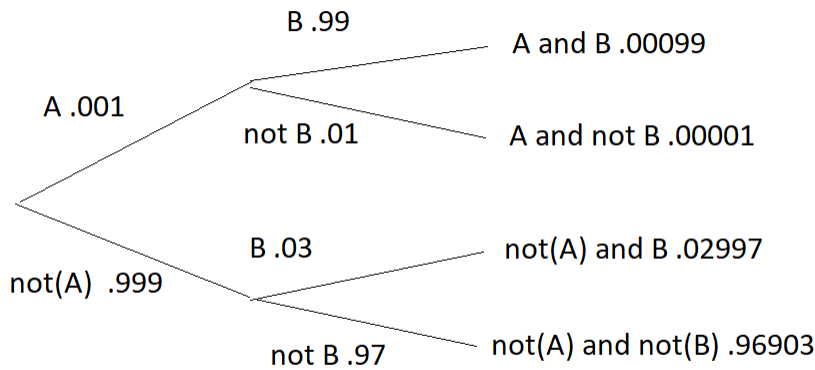 B .99
A and B .00099
A .001
not B .01
A and not B .00001
B .03
not(A) and B .02997
not(A)  .999
not B .97
not(A) and not(B) .96903